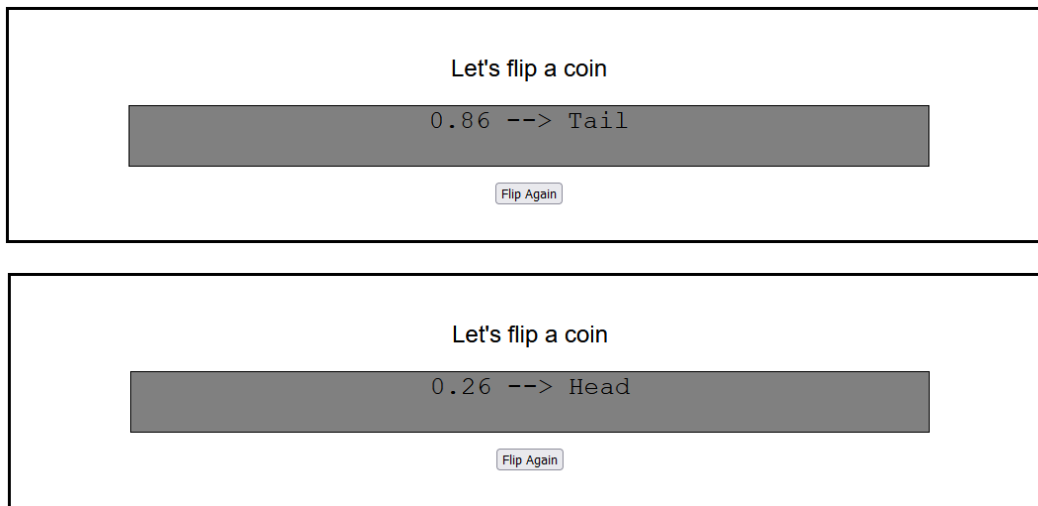 Let's flip a coin
0.86 --> Tail
Flip Again
Let's flip a coin
0.26 --> Head
Flip Again